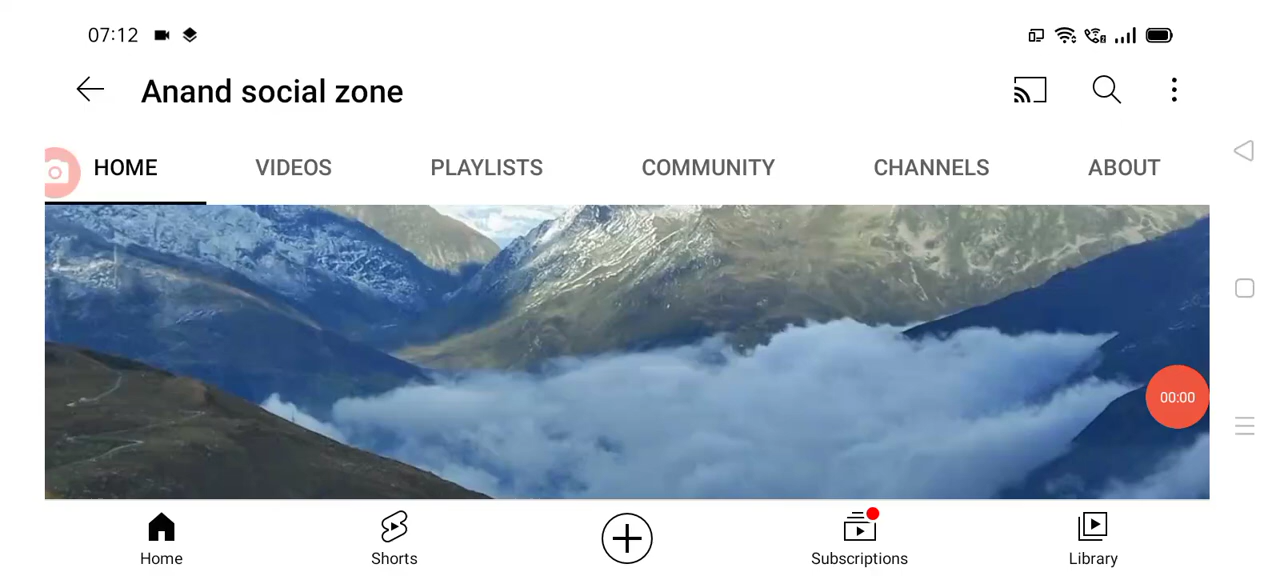 07:12
Anand social zone
HOME VIDEOS PLAYLISTS COMMUNITY CHANNELS ABOUT
00:00
Home Shorts Subscriptions Library